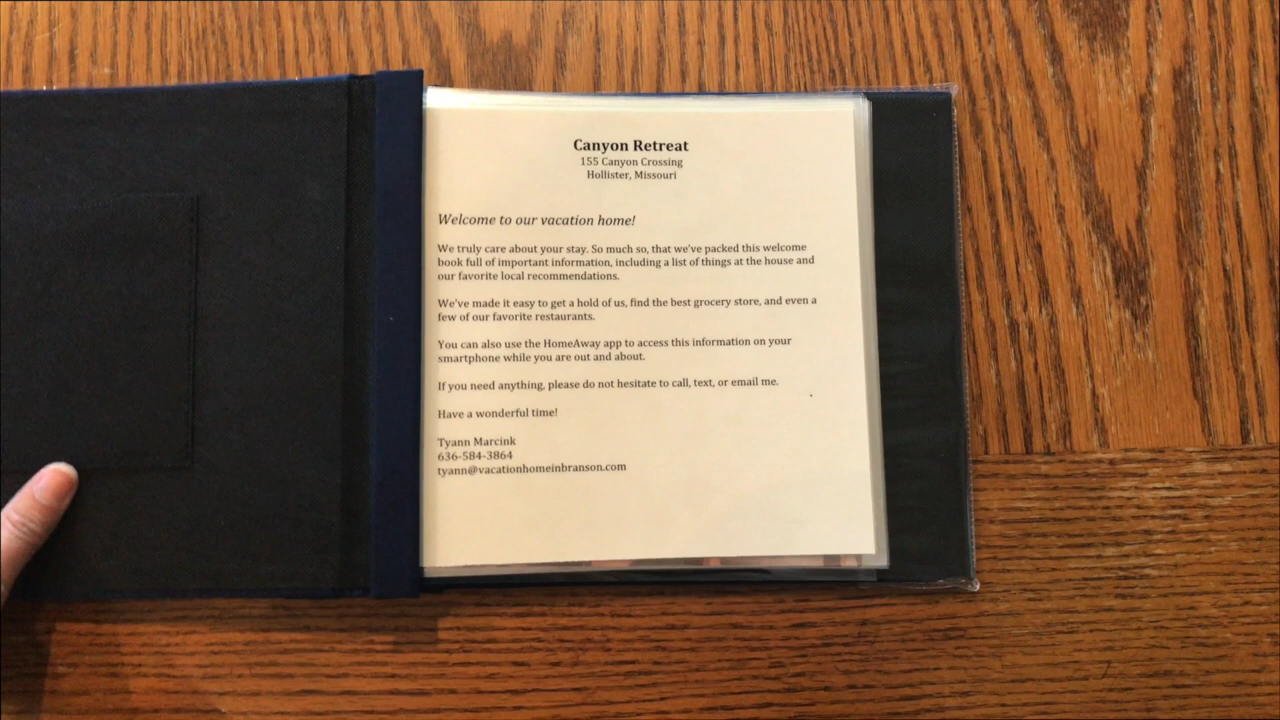 Canyon Retreat
155 Canyon Crossing
Hollister, Missouri
Welcome to our vacation home!
We truly care about your stay. So much so, that we've packed this welcome
book full of important information, including a list of things at the house and
our favorite local recommendations.
We've made it easy to get a hold of us, find the best grocery store, and even a
few of our favorite restaurants.
You can also use the HomeAway app to access this information on your
smartphone while you are out and about.
If you need anything, please do not hesitate to call, text, or email me.
Have a wonderful time!
Tyann Marcink
636-584-3864
tyann@vacationhomeinbranson.com